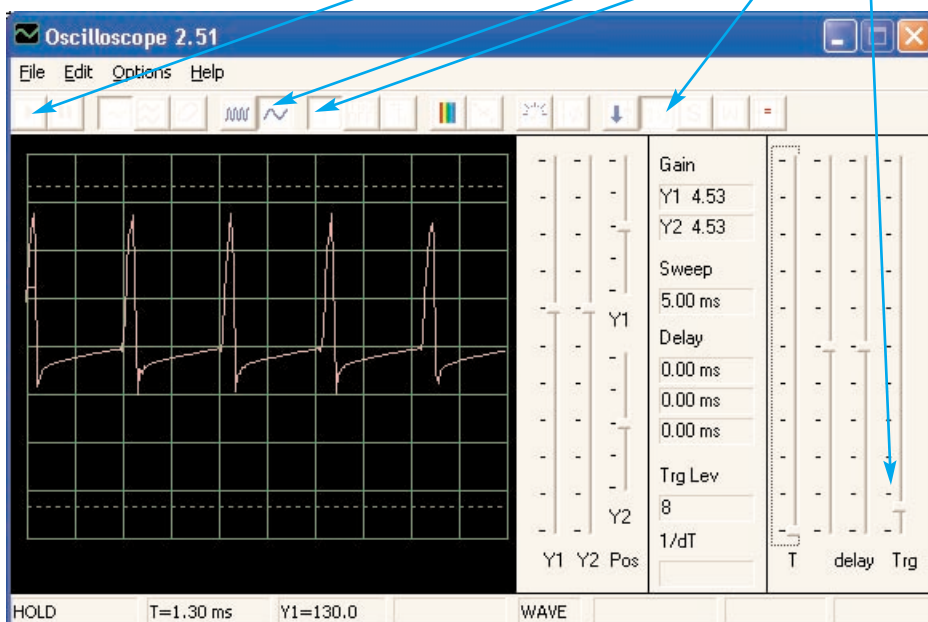 Oscilloscope 2.51
File Edit Options Help
Gain
Y1 4.53
Y2 4.53
Sweep
5.00 ms
Y1
Delay
0.00 ms
0.00 ms
0.00 ms
Trg Lev
8
Y2
1/dT
Y1 Y2 Pos
T delay Trg
HOLD T=1.30 ms Y1=130.0 WAVE